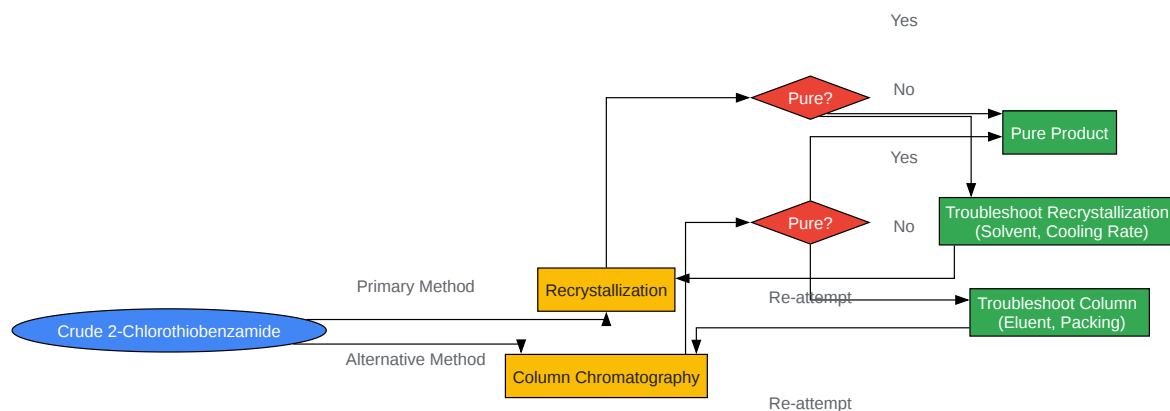 Yes
Pure?
No
Pure Product
Yes
Troubleshoot Recrystallization
(Solvent, Cooling Rate)
Pure?
No
Primary Method
Recrystallization
Re-attempt
Troubleshoot Column
(Eluent, Packing)
Crude 2-Chlorothiobenzamide
Alternative Method
Column Chromatography
Re-attempt